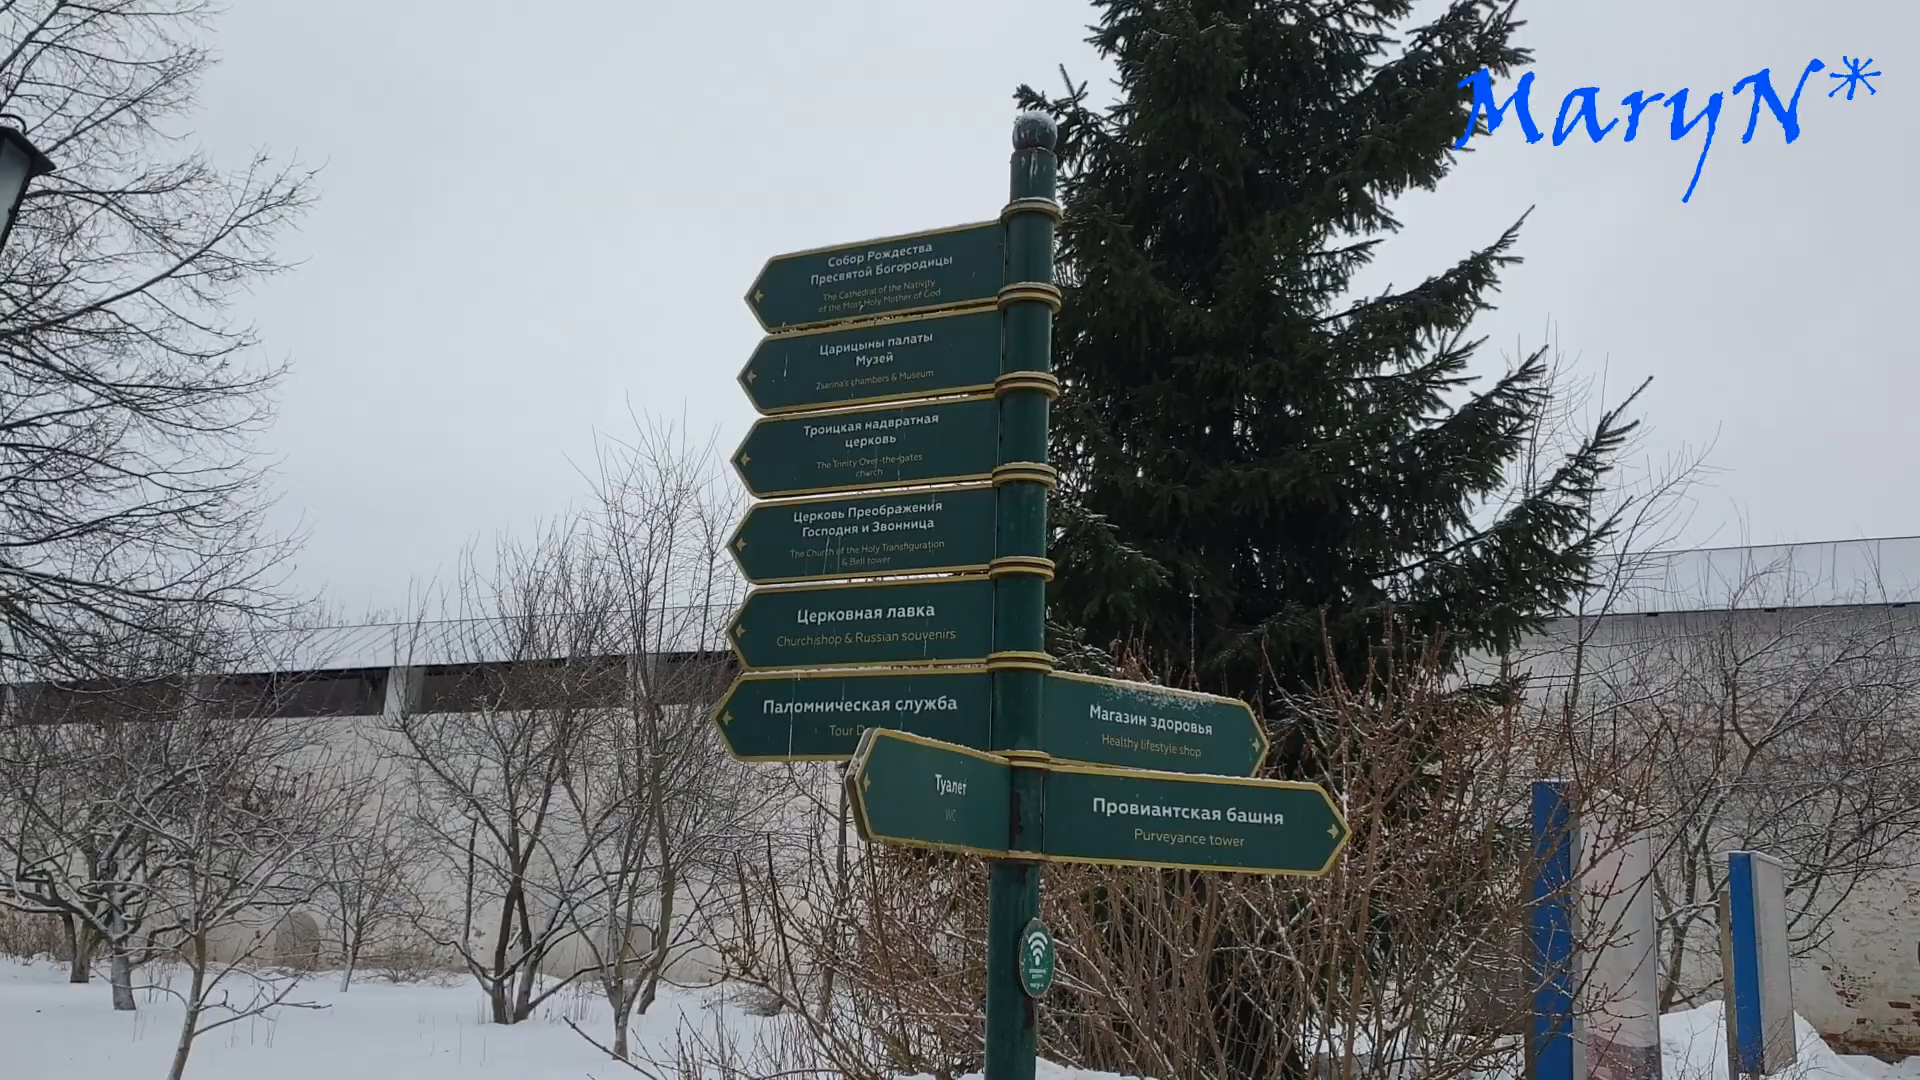 MaryN*
Собор Рождества
Пресвятой Богородицы
The Cathedral of the Nativity
of the Most Holy Mother of God
Царицыны палаты
Музей
Zsarina's chambers & Museum
Троицкая надвратная
церковь
The Trinity Over-the-gates
church
Церковь Преображения
Господня и Звонница
The Church of the Holy Transfiguration
& Bell tower
Церковная лавка
Church shop & Russian souvenirs
Паломническая служба
Tour
Магазин здоровья
Healthy lifestyle shop
Туалет
WC
Провиантская башня
Purveyance tower